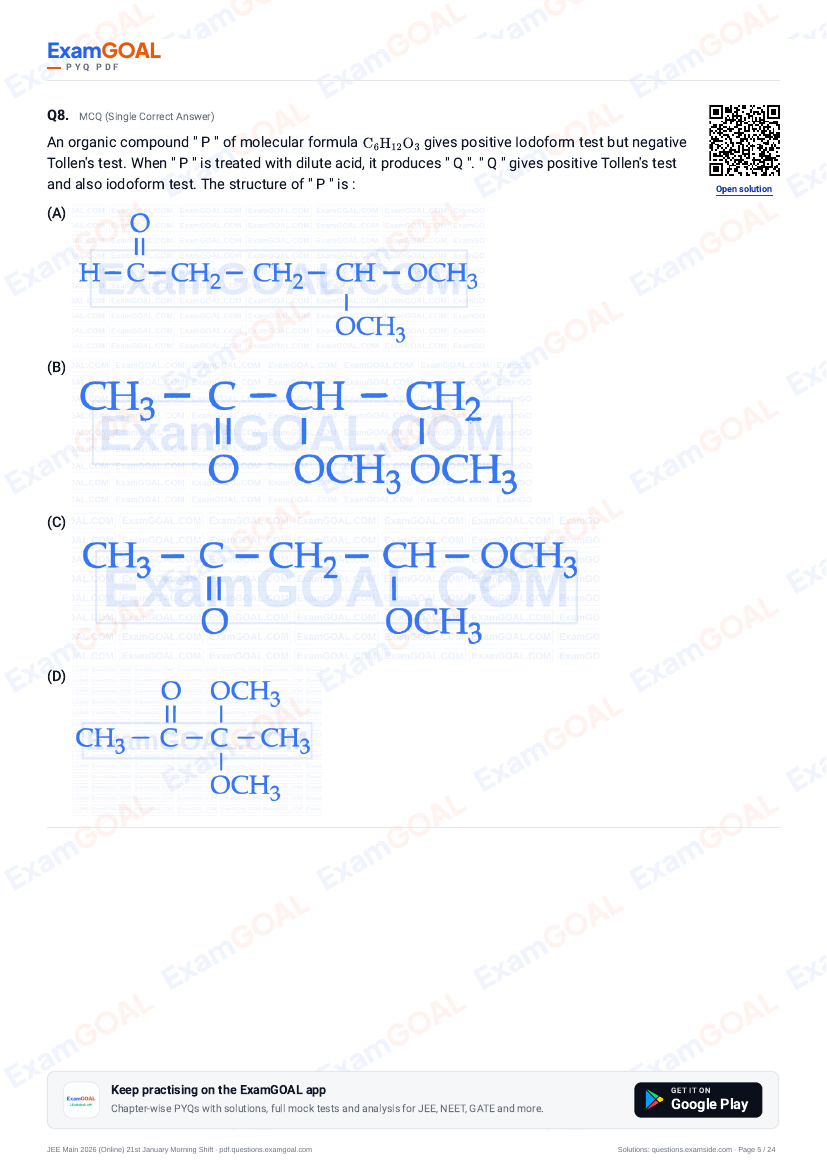 ExamGOAL
PYQ PDF
Q8. MCQ (Single Correct Answer)
An organic compound " P " of molecular formula C₆H₁₂O₃ gives positive Iodoform test but negative
Tollen's test. When " P " is treated with dilute acid, it produces " Q ". " Q " gives positive Tollen's test
and also iodoform test. The structure of " P " is :
Open solution
(A)
O
||
H – C – CH₂ – CH₂ – CH – OCH₃
|
OCH₃
(B)
CH₃ – C – CH – CH₂
|| | |
O OCH₃ OCH₃
(C)
CH₃ – C – CH₂ – CH – OCH₃
|| |
O OCH₃
(D)
O OCH₃
|| |
CH₃ – C – C – CH₃
|
OCH₃
Keep practising on the ExamGOAL app
Chapter-wise PYQs with solutions, full mock tests and analysis for JEE, NEET, GATE and more.
GET IT ON
Google Play
JEE Main 2026 (Online) 21st January Morning Shift · pdf.questions.examgoal.com
Solutions: questions.examside.com · Page 5 / 24